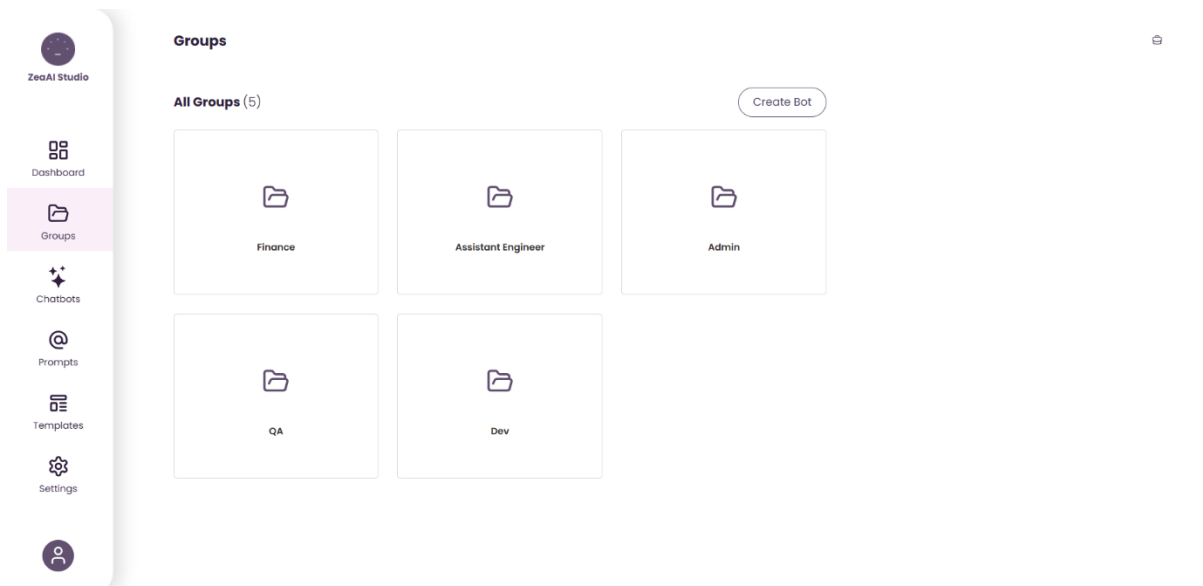 ZeaAI Studio
Dashboard
Groups
Chatbots
Prompts
Templates
Settings
Groups
All Groups (5)
Create Bot
Finance
Assistant Engineer
Admin
QA
Dev